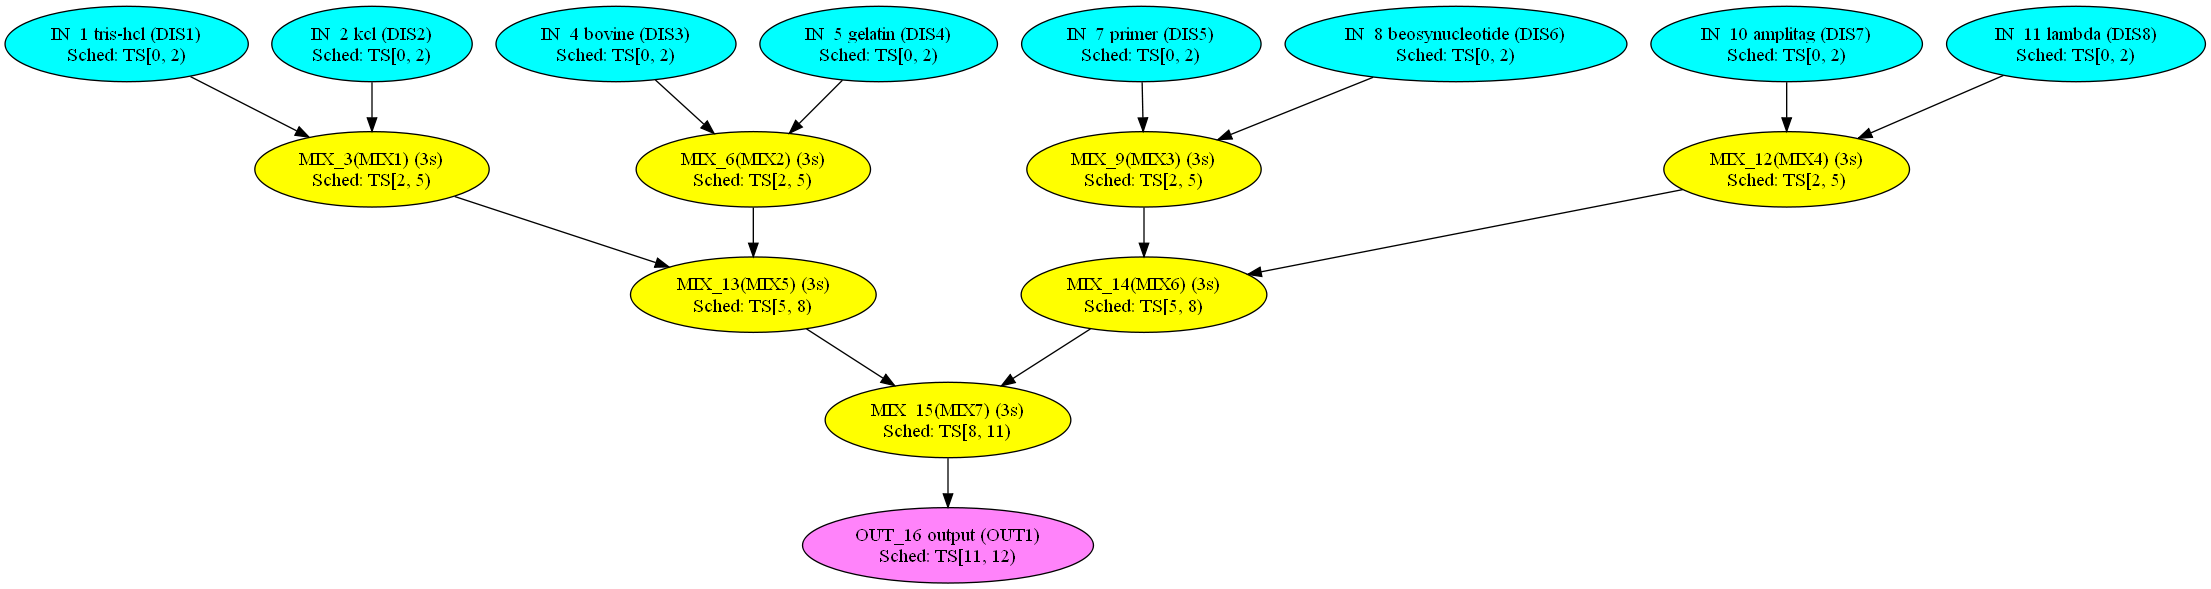 IN_1 tris-hcl (DIS1)
Sched: TS[0, 2)
IN_2 kcl (DIS2)
Sched: TS[0, 2)
IN_4 bovine (DIS3)
Sched: TS[0, 2)
IN_5 gelatin (DIS4)
Sched: TS[0, 2)
IN_7 primer (DIS5)
Sched: TS[0, 2)
IN_8 beosynucleotide (DIS6)
Sched: TS[0, 2)
IN_10 amplitag (DIS7)
Sched: TS[0, 2)
IN_11 lambda (DIS8)
Sched: TS[0, 2)
MIX_3(MIX1) (3s)
Sched: TS[2, 5)
MIX_6(MIX2) (3s)
Sched: TS[2, 5)
MIX_9(MIX3) (3s)
Sched: TS[2, 5)
MIX_12(MIX4) (3s)
Sched: TS[2, 5)
MIX_13(MIX5) (3s)
Sched: TS[5, 8)
MIX_14(MIX6) (3s)
Sched: TS[5, 8)
MIX_15(MIX7) (3s)
Sched: TS[8, 11)
OUT_16 output (OUT1)
Sched: TS[11, 12)